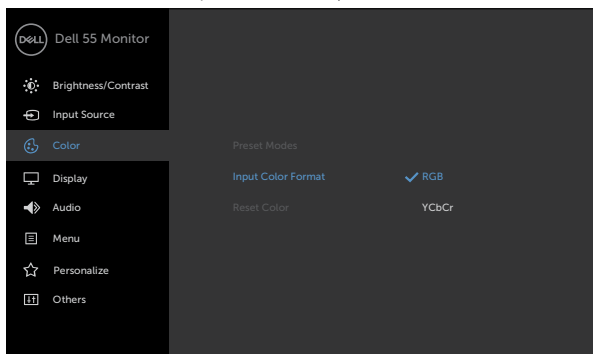 DELL
Dell 55 Monitor
Brightness/Contrast
Input Source
Color
Display
Audio
Menu
Personalize
Others
Preset Modes
Input Color Format
Reset Color
RGB
YCbCr